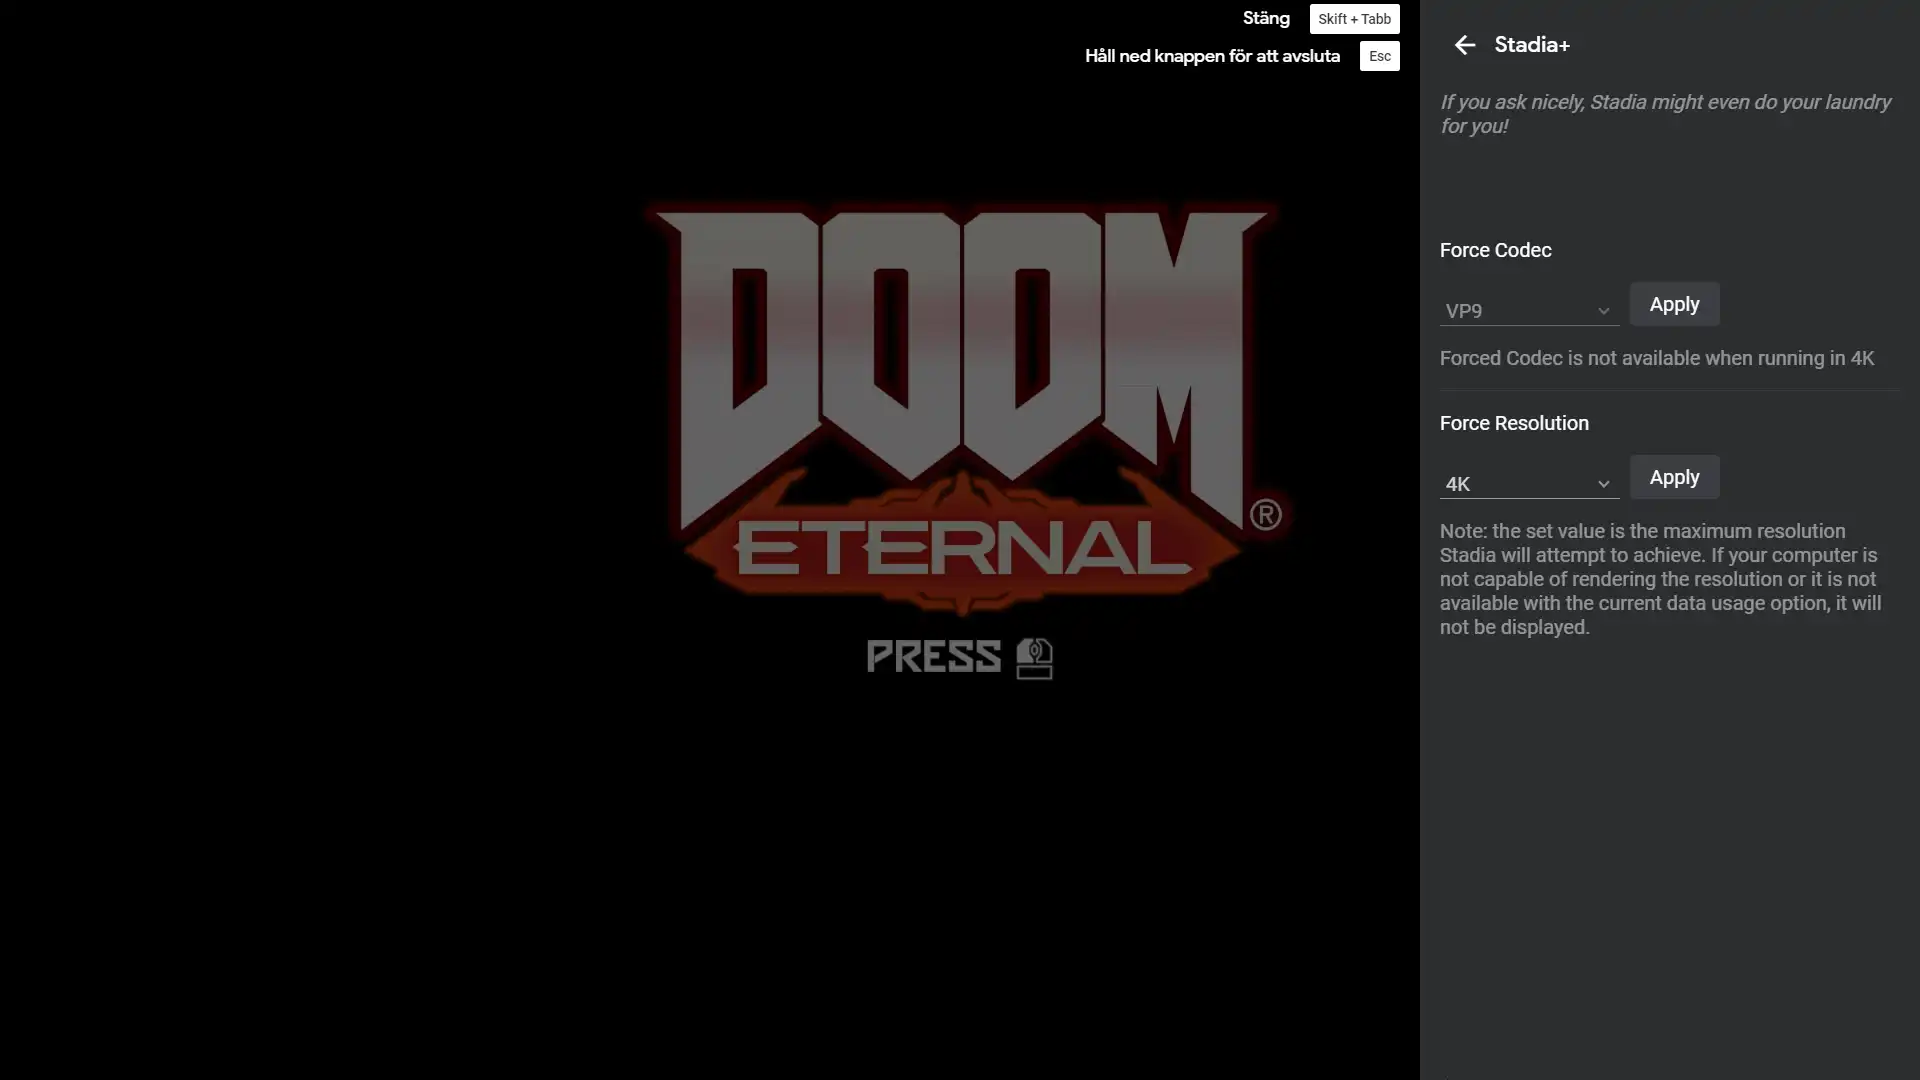 Stäng Skift + Tabb
Håll ned knappen för att avsluta Esc
DOOM
ETERNAL®
PRESS
Stadia+
If you ask nicely, Stadia might even do your laundry
for you!
Force Codec
VP9 Apply
Forced Codec is not available when running in 4K
Force Resolution
4K Apply
Note: the set value is the maximum resolution
Stadia will attempt to achieve. If your computer is
not capable of rendering the resolution or it is not
available with the current data usage option, it will
not be displayed.